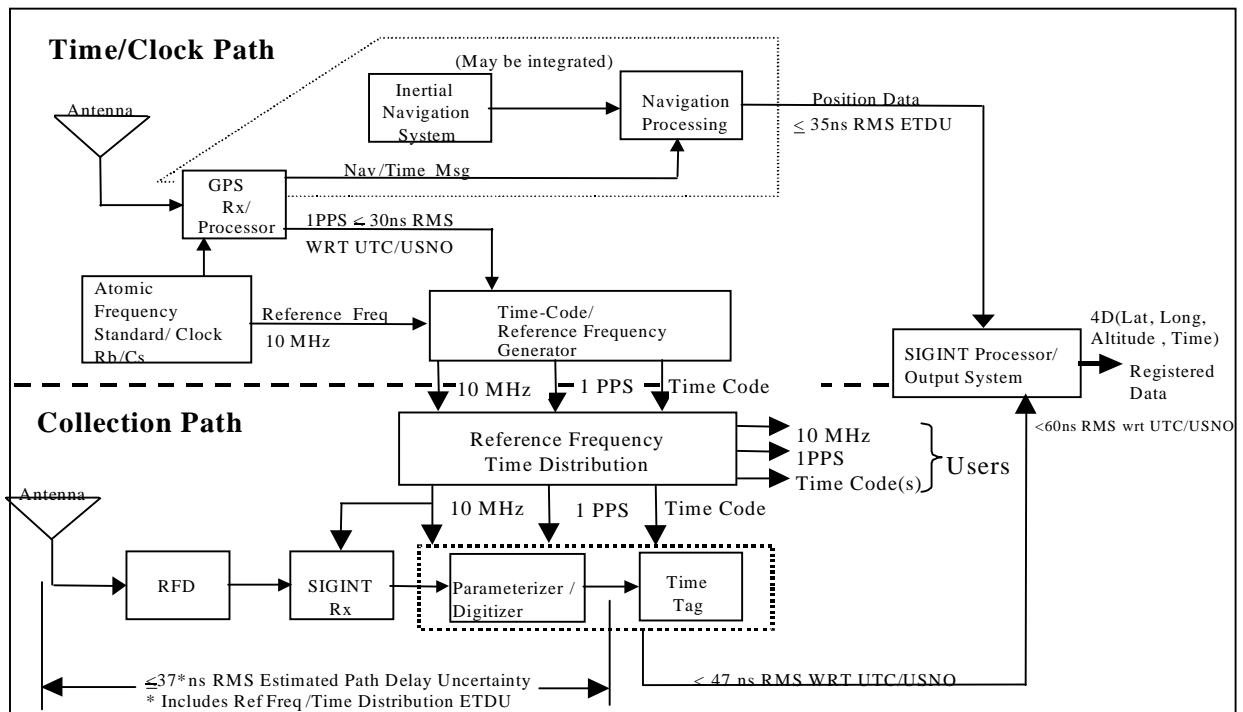 Time/Clock Path
(May be integrated)
Antenna
Inertial
Navigation
System
Navigation
Processing
Position Data
≤ 35ns RMS ETDU
Nav/Time Msg
GPS
Rx/
Processor
1PPS ≤ 30ns RMS
WRT UTC/USNO
Atomic
Frequency
Standard/ Clock
Rb/Cs
Reference Freq
10 MHz
Time-Code/
Reference Frequency
Generator
SIGINT Processor/
Output System
4D(Lat, Long,
Altitude , Time)
Registered
Data
10 MHz
1 PPS
Time Code
Collection Path
<60ns RMS wrt UTC/USNO
Reference Frequency
Time Distribution
10 MHz
1PPS
Time Code(s)
Users
Antenna
10 MHz
1 PPS
Time Code
RFD
SIGINT
Rx
Parameterizer /
Digitizer
Time
Tag
≤37*ns RMS Estimated Path Delay Uncertainty
* Includes Ref Freq /Time Distribution ETDU
< 47 ns RMS WRT UTC/USNO